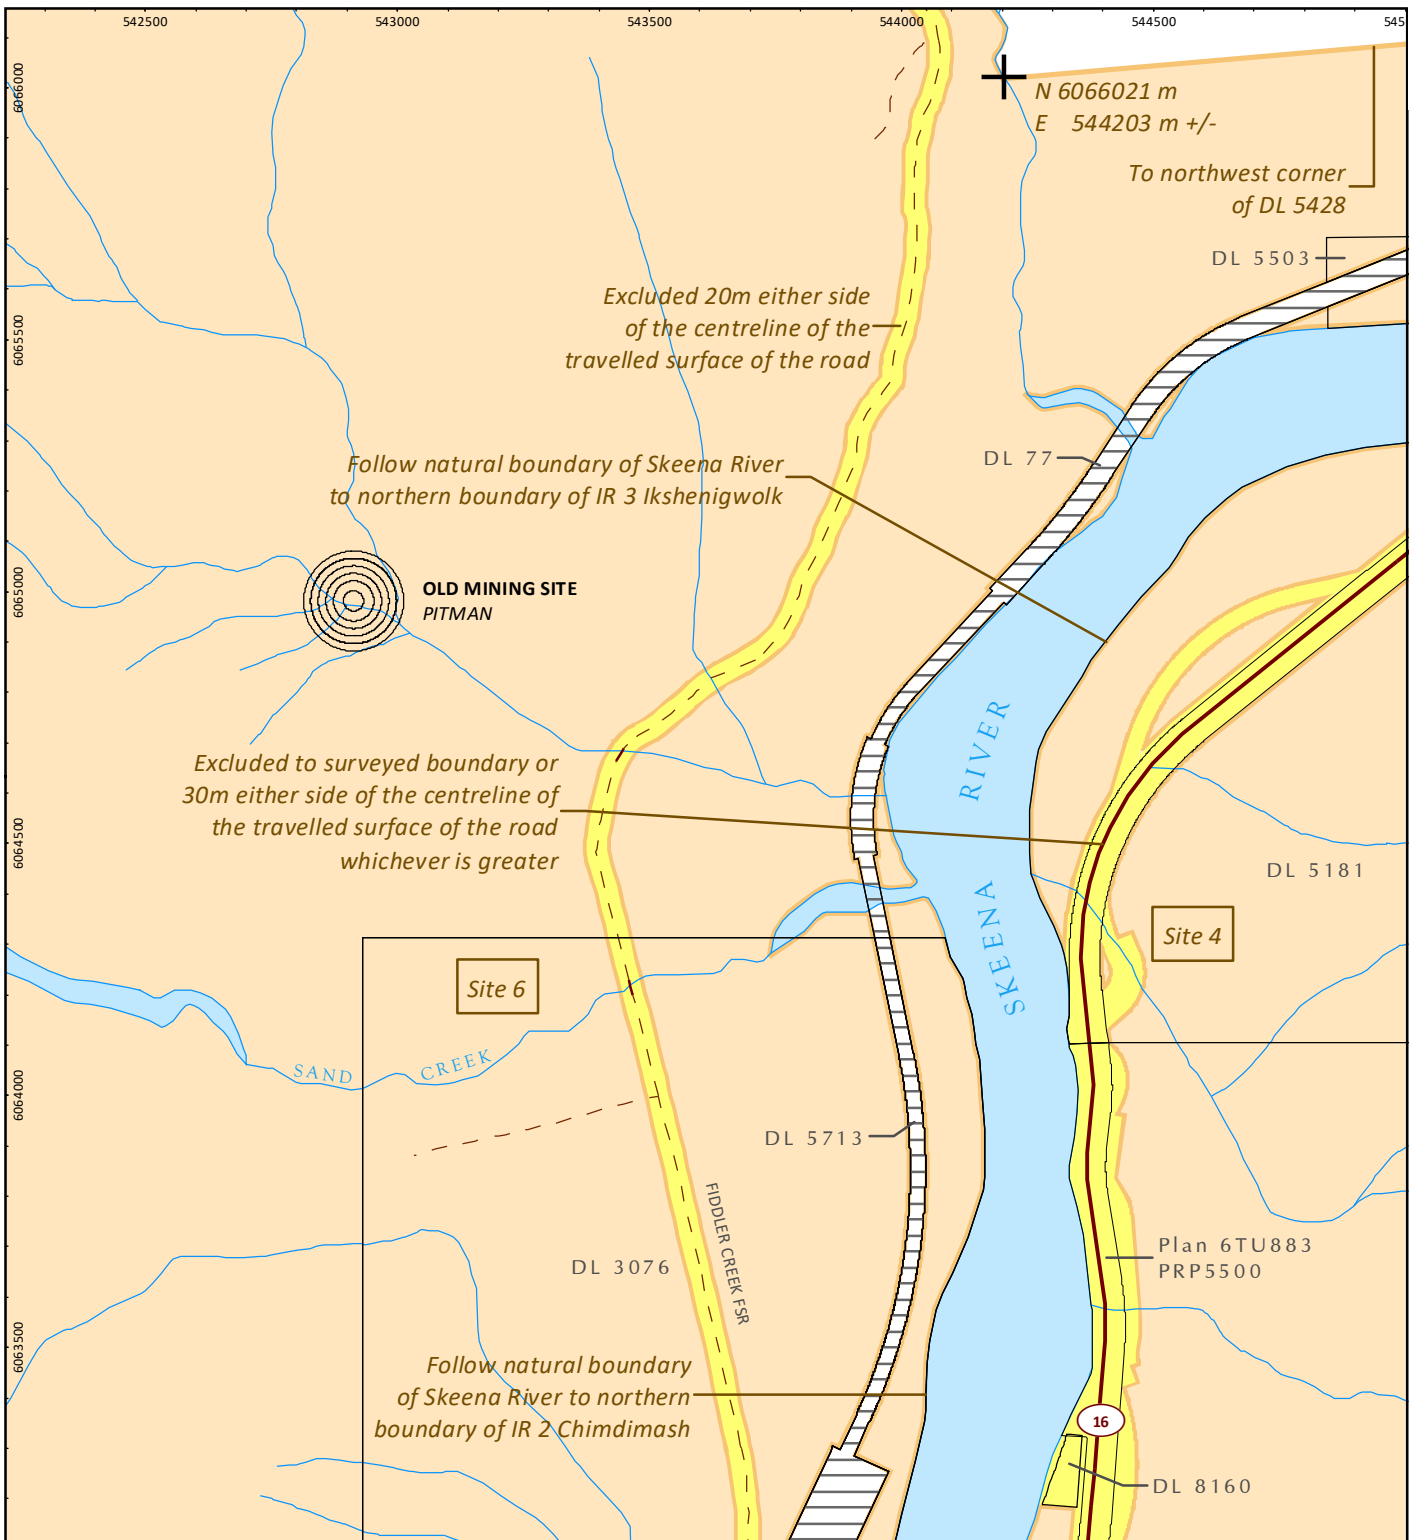 542500
543000
543500
544000
544500
545
6066000
6065500
6065000
6064500
6064000
6063500
N 6066021 m
E 544203 m +/-
To northwest corner
of DL 5428
DL 5503
Excluded 20m either side
of the centreline of the
travelled surface of the road
Follow natural boundary of Skeena River
to northern boundary of IR 3 Ikshenigwolk
DL 77
OLD MINING SITE
PITMAN
SKEENA RIVER
Excluded to surveyed boundary or
30m either side of the centreline of
the travelled surface of the road
whichever is greater
DL 5181
Site 4
Site 6
SAND CREEK
DL 5713
FIDDLER CREEK FSR
DL 3076
Plan 6TU883
PRP5500
Follow natural boundary
of Skeena River to northern
boundary of IR 2 Chimdimash
16
DL 8160